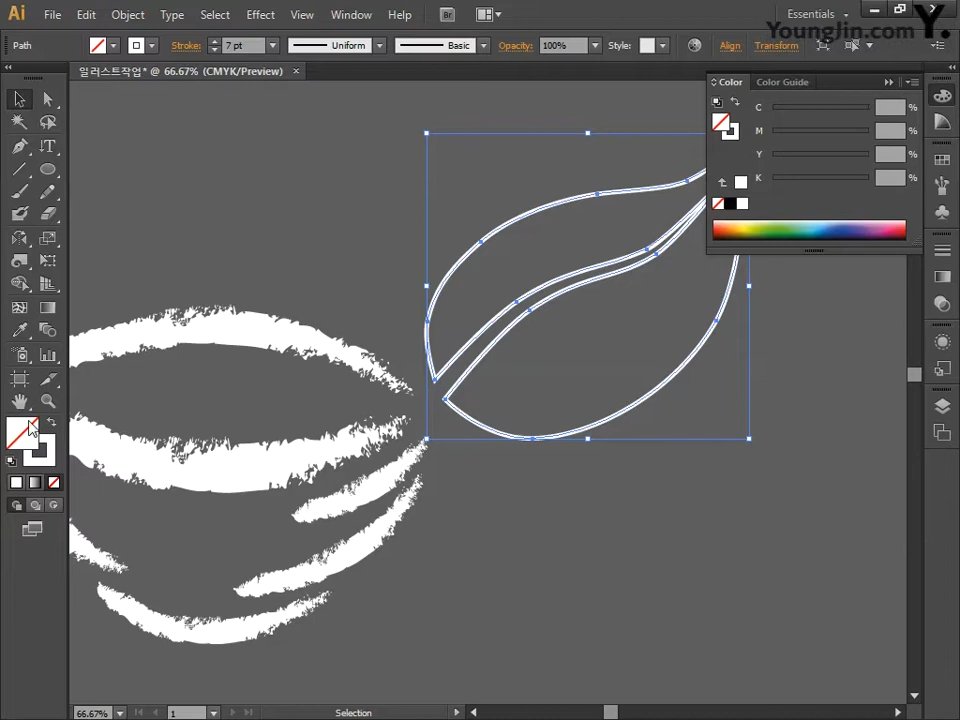 Ai File Edit Object Type Select Effect View Window Help Br Essentials
YoungJin.com Y.
Path Stroke: 7 pt Uniform Basic Opacity: 100% Style: Align Transform
일러스트작업* @ 66.67% (CMYK/Preview) ×
Color Color Guide
C %
M %
Y %
K %
T
66.67% 1 Selection